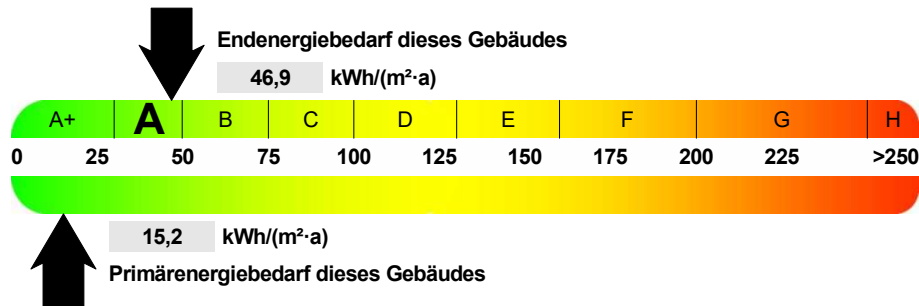 Endenergiebedarf dieses Gebäudes
46,9 kWh/(m²·a)
A+ A B C D E F G H
0 25 50 75 100 125 150 175 200 225 >250
15,2 kWh/(m²·a)
Primärenergiebedarf dieses Gebäudes